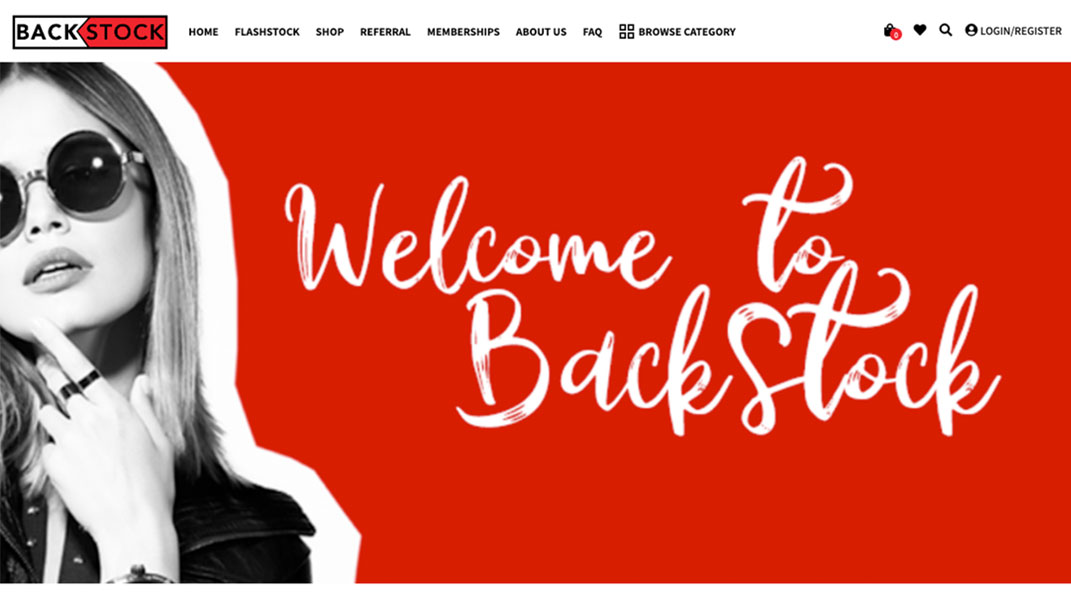 BACKSTOCK
HOME FLASHSTOCK SHOP REFERRAL MEMBERSHIPS ABOUT US FAQ BROWSE CATEGORY
0 LOGIN/REGISTER
Welcome to
BackStock